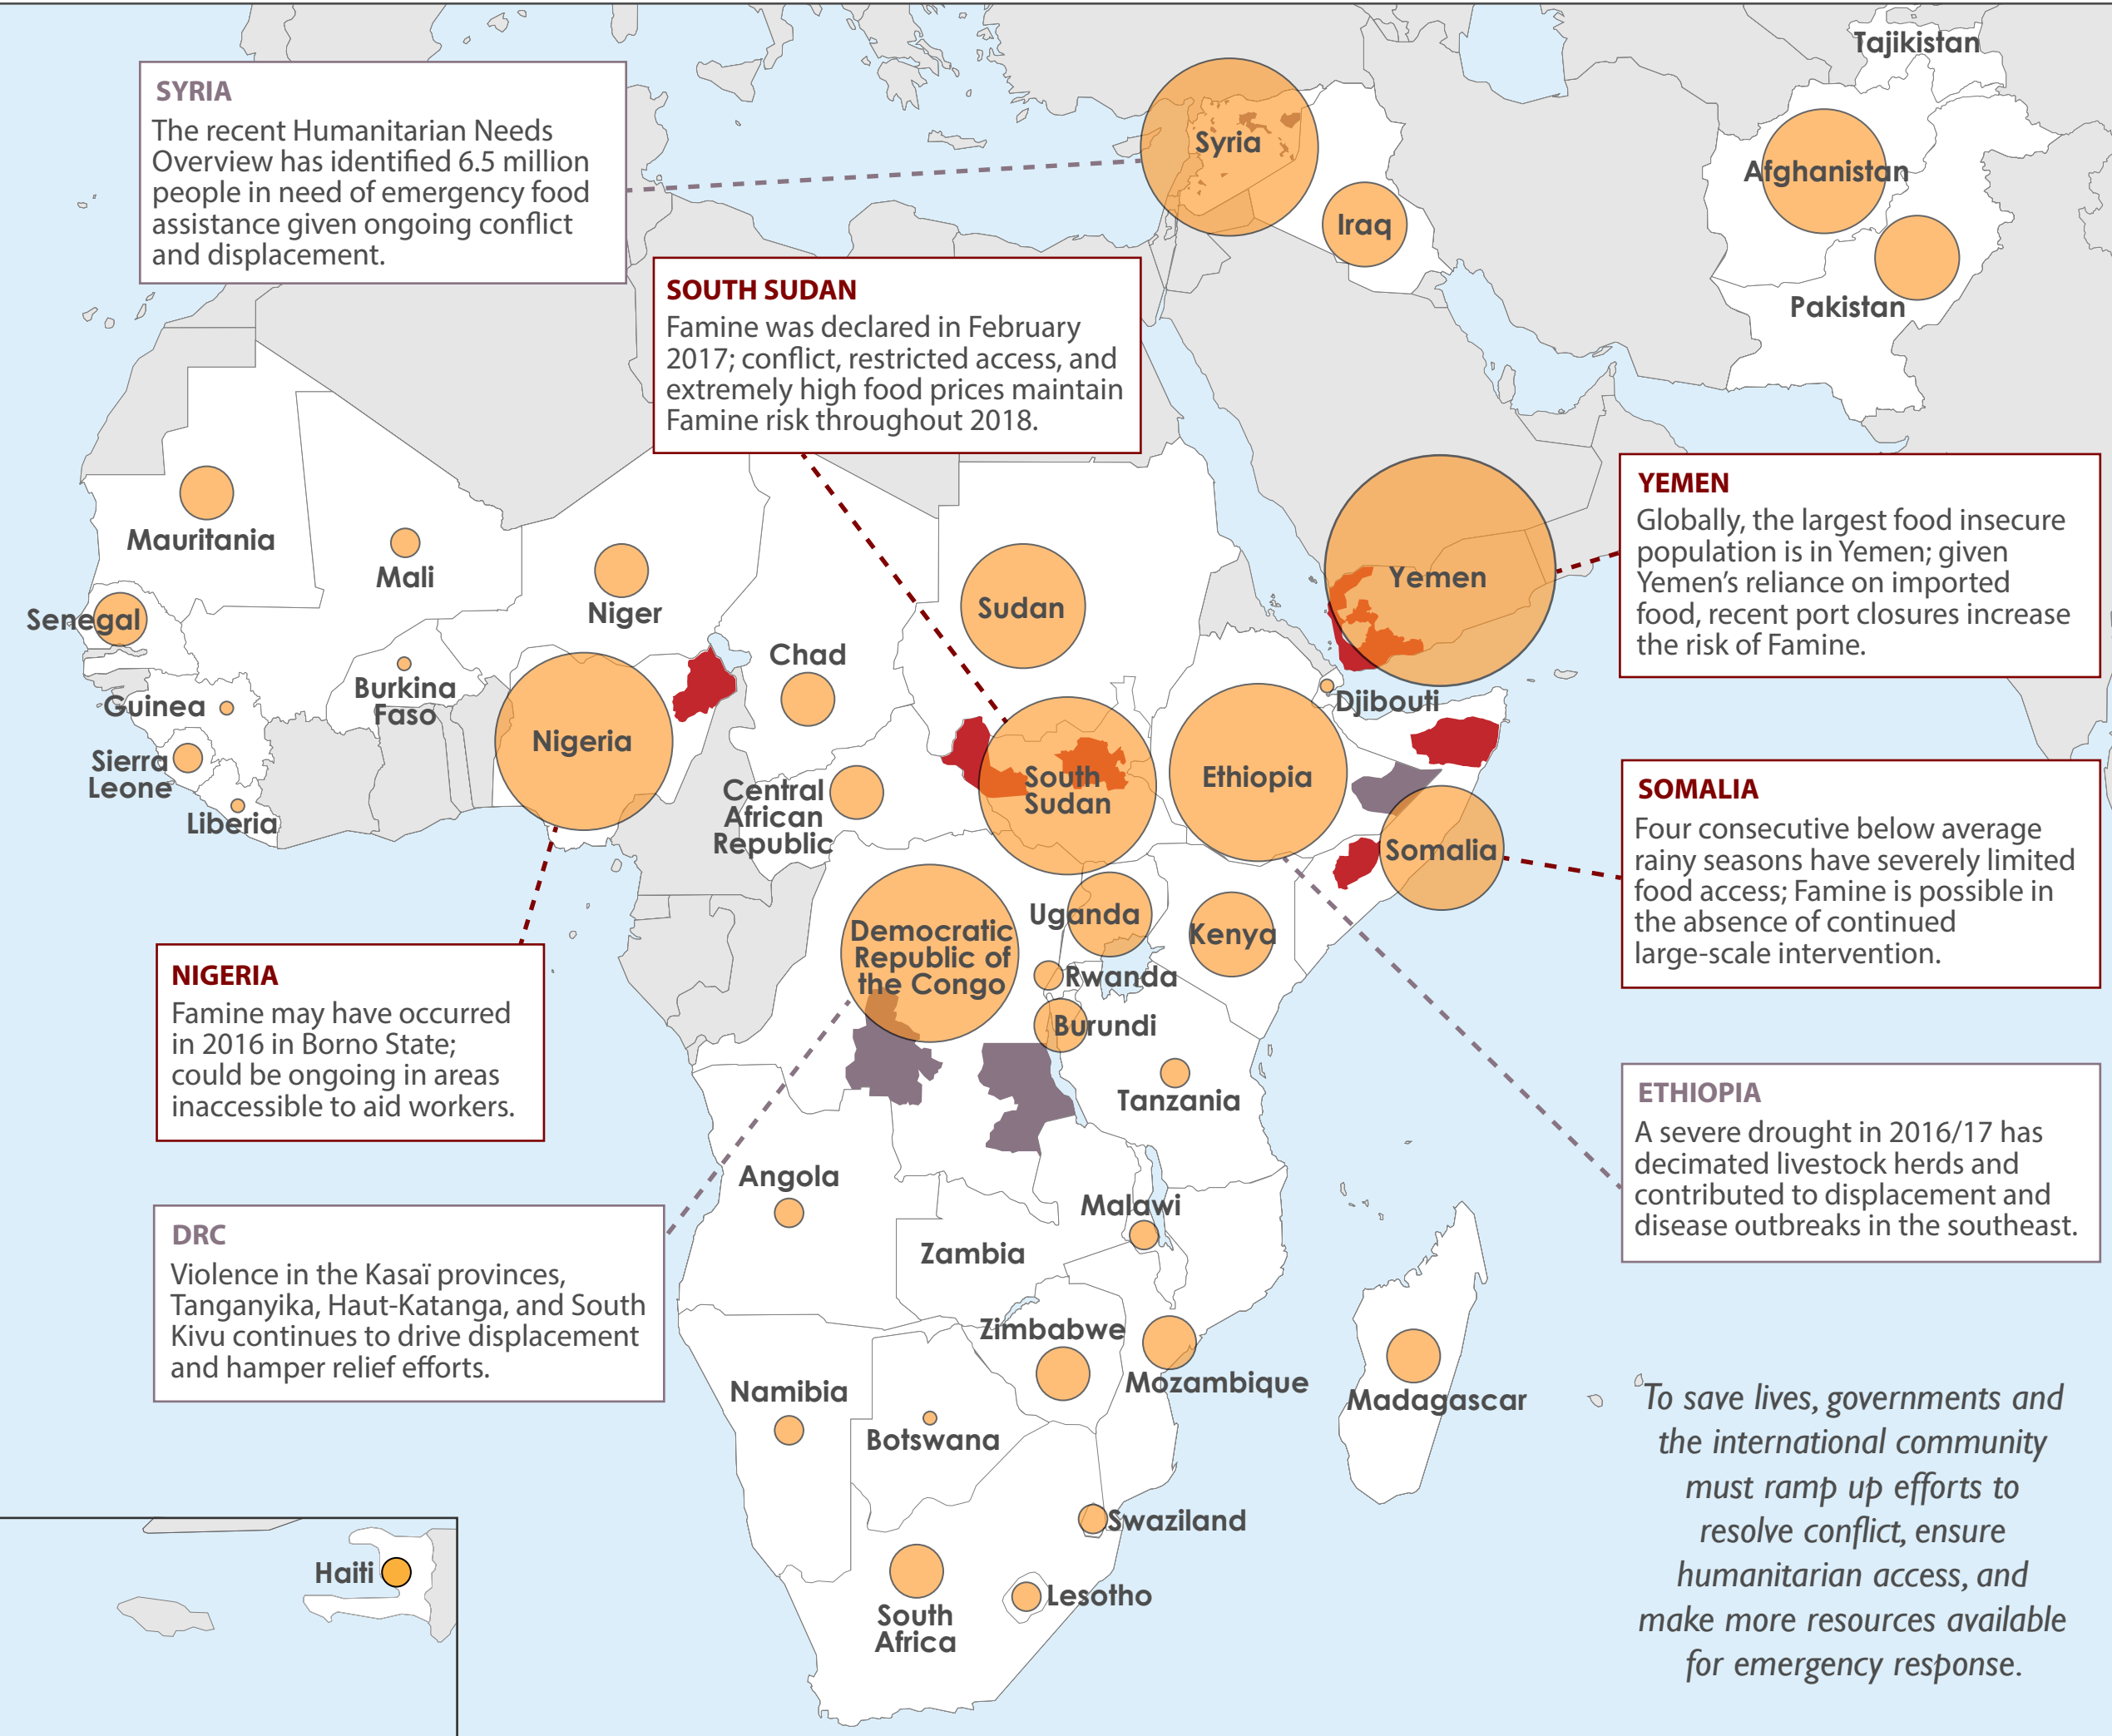 Tajikistan
SYRIA
The recent Humanitarian Needs
Overview has identified 6.5 million
people in need of emergency food
assistance given ongoing conflict
and displacement.
Syria
Iraq
Afghanistan
Pakistan
SOUTH SUDAN
Famine was declared in February
2017; conflict, restricted access, and
extremely high food prices maintain
Famine risk throughout 2018.
YEMEN
Globally, the largest food insecure
population is in Yemen; given
Yemen’s reliance on imported
food, recent port closures increase
the risk of Famine.
Mauritania
Mali
Niger
Sudan
Yemen
Senegal
Chad
Burkina
Faso
Djibouti
Guinea
Nigeria
Sierra
Leone
Liberia
Central
African
Republic
South
Sudan
Ethiopia
Somalia
SOMALIA
Four consecutive below average
rainy seasons have severely limited
food access; Famine is possible in
the absence of continued
large-scale intervention.
Democratic
Republic of
the Congo
Uganda
Kenya
Rwanda
Burundi
Tanzania
NIGERIA
Famine may have occurred
in 2016 in Borno State;
could be ongoing in areas
inaccessible to aid workers.
ETHIOPIA
A severe drought in 2016/17 has
decimated livestock herds and
contributed to displacement and
disease outbreaks in the southeast.
Angola
Malawi
Zambia
DRC
Violence in the Kasaï provinces,
Tanganyika, Haut-Katanga, and South
Kivu continues to drive displacement
and hamper relief efforts.
Zimbabwe
Mozambique
Namibia
Botswana
Madagascar
Swaziland
Lesotho
South
Africa
Haiti
To save lives, governments and
the international community
must ramp up efforts to
resolve conflict, ensure
humanitarian access, and
make more resources available
for emergency response.